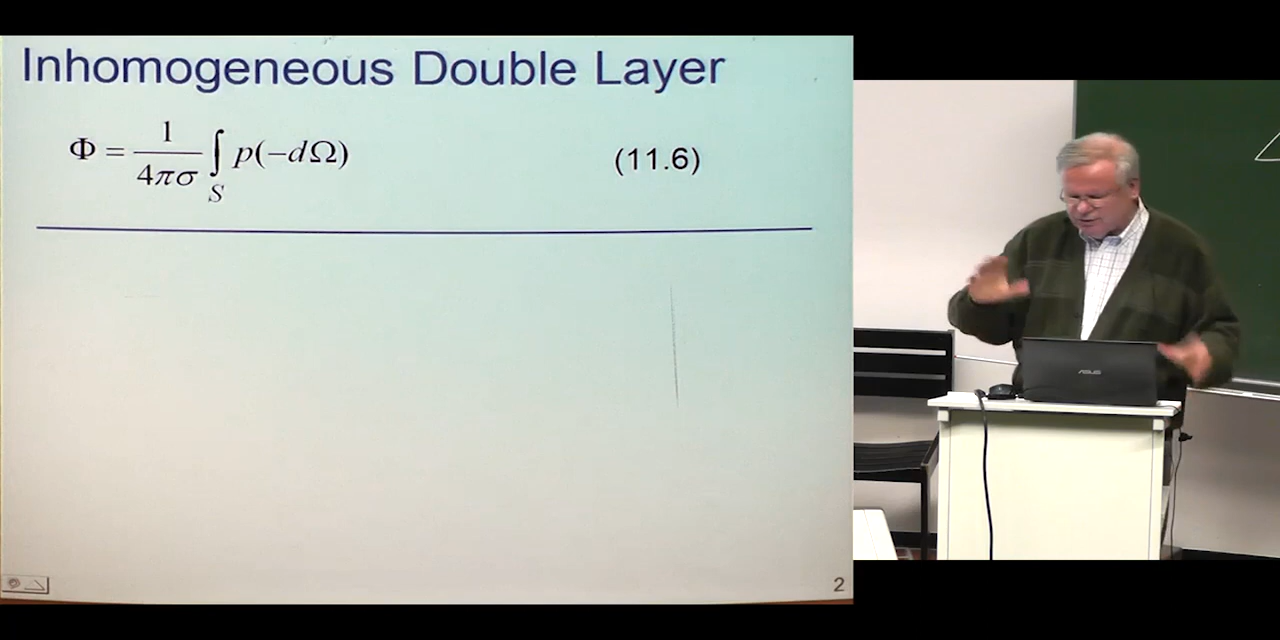 Inhomogeneous Double Layer
Φ = 1/4πσ ∫_S p(−dΩ) (11.6)
2
ASUS